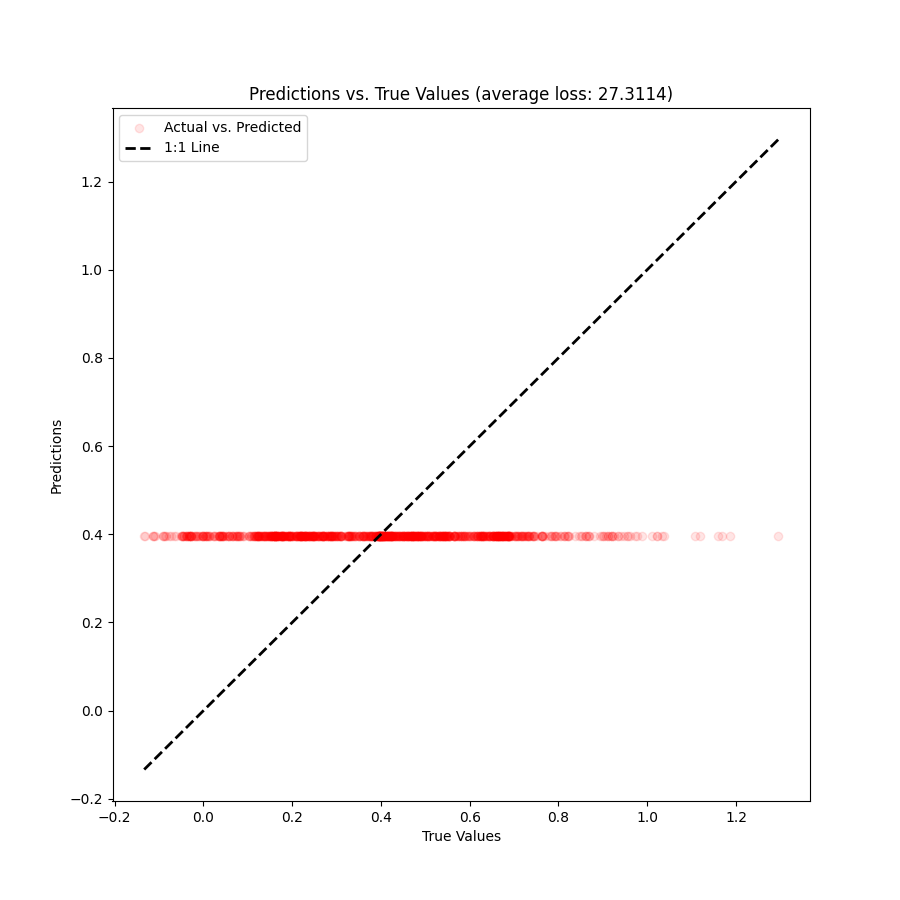 Predictions vs. True Values (average loss: 27.3114)
Actual vs. Predicted
1:1 Line
1.2
1.0
0.8
0.6
0.4
0.2
0.0
−0.2
Predictions
−0.2 0.0 0.2 0.4 0.6 0.8 1.0 1.2
True Values